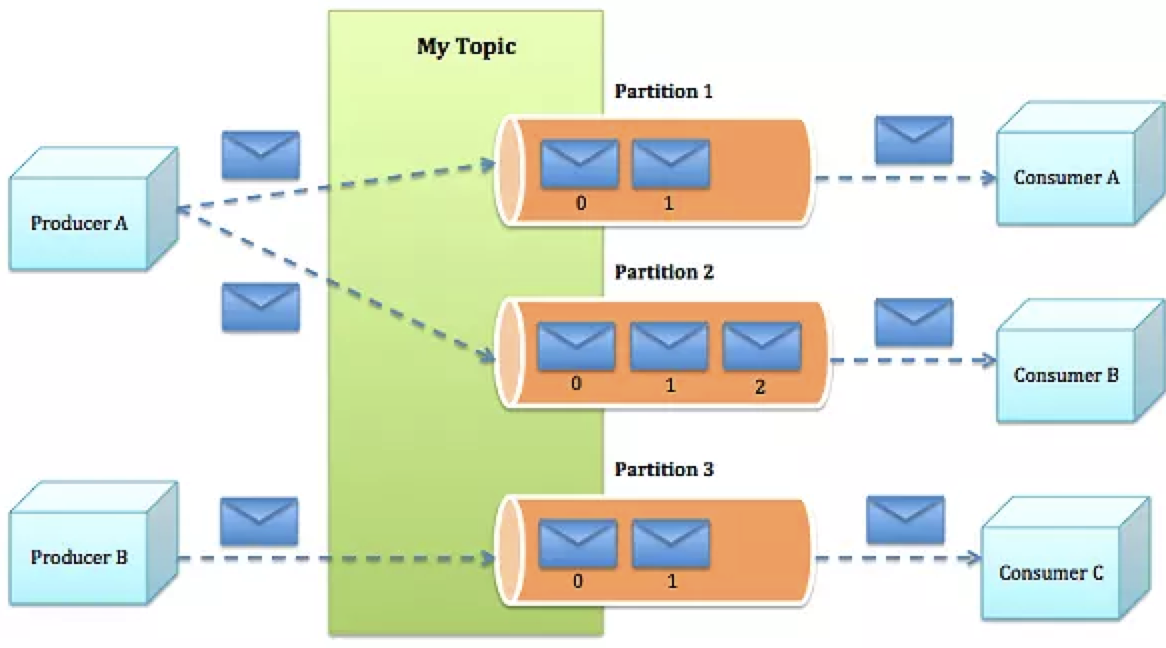 My Topic
Partition 1
Producer A
0 1
Consumer A
Partition 2
0 1 2
Consumer B
Partition 3
Producer B
0 1
Consumer C